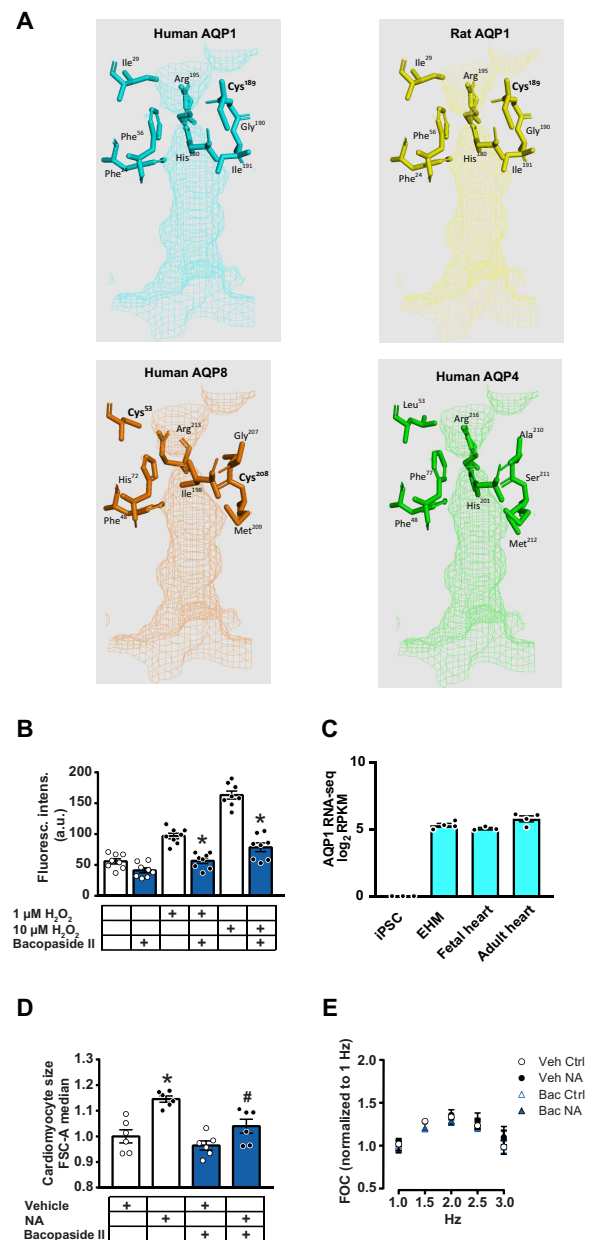 A
Human AQP1
Ile29
Arg195
Cys189
Phe56
Gly190
His180
Phe
Ile191
Rat AQP1
Ile29
Arg195
Cys189
Phe56
Gly190
His180
Phe24
Ile191
Human AQP8
Cys53
Arg213
Gly207
His72
Cys208
Ile198
Phe48
Met209
Human AQP4
Leu53
Arg216
Ala210
Phe77
Ser211
His201
Phe48
Met212
B
Fluoresc. intens.
(a.u.)
200
150
100
50
0
* *
1 µM H2O2 + +
10 µM H2O2 + +
Bacopaside II + + +
C
AQP1 RNA-seq
log2 RPKM
10
5
0
iPSC
EHM
Fetal heart
Adult heart
D
Cardiomyocyte size
FSC-A median
1.3
1.2
1.1
1.0
0.9
0.8
* #
Vehicle + +
NA + +
Bacopaside II + +
E
FOC (normalized to 1 Hz)
2.0
1.5
1.0
0.5
1.0 1.5 2.0 2.5 3.0
Hz
Veh Ctrl
Veh NA
Bac Ctrl
Bac NA